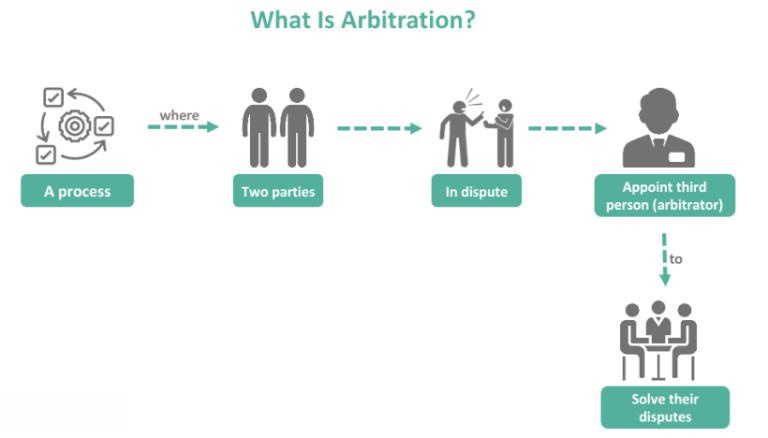 What Is Arbitration?
where
A process
Two parties
In dispute
Appoint third
person (arbitrator)
to
Solve their
disputes